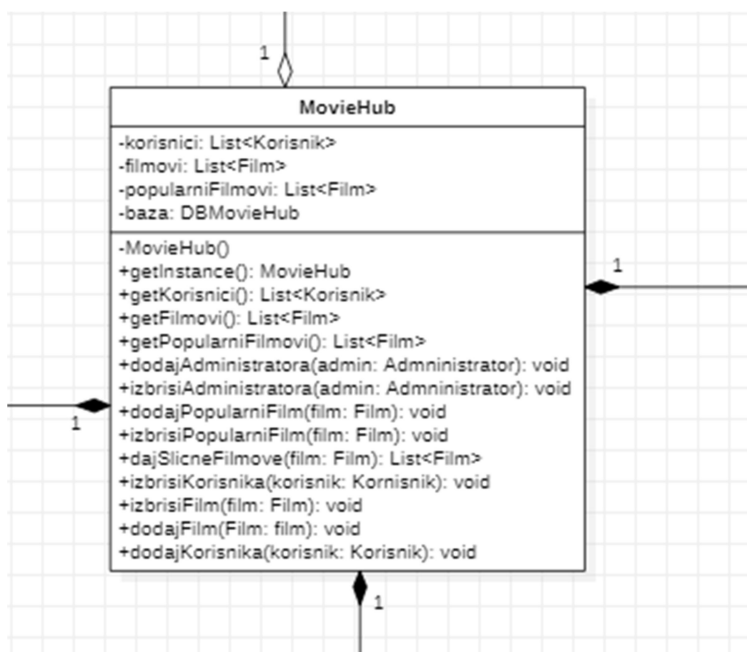 1
MovieHub
-korisnici: List<Korisnik>
-filmovi: List<Film>
-popularniFilmovi: List<Film>
-baza: DBMovieHub
-MovieHub()
+getInstance(): MovieHub
1
+getKorisnici(): List<Korisnik>
+getFilmovi(): List<Film>
+getPopularniFilmovi(): List<Film>
+dodajAdministratora(admin: Admninistrator): void
+izbrisiAdministratora(admin: Admninistrator): void
+dodajPopularniFilm(film: Film): void
1
+izbrisiPopularniFilm(film: Film): void
+dajSlicneFilmove(film: Film): List<Film>
+izbrisiKorisnika(korisnik: Kornisnik): void
+izbrisiFilm(film: Film): void
+dodajFilm(Film: film): void
+dodajKorisnika(korisnik: Korisnik): void
1